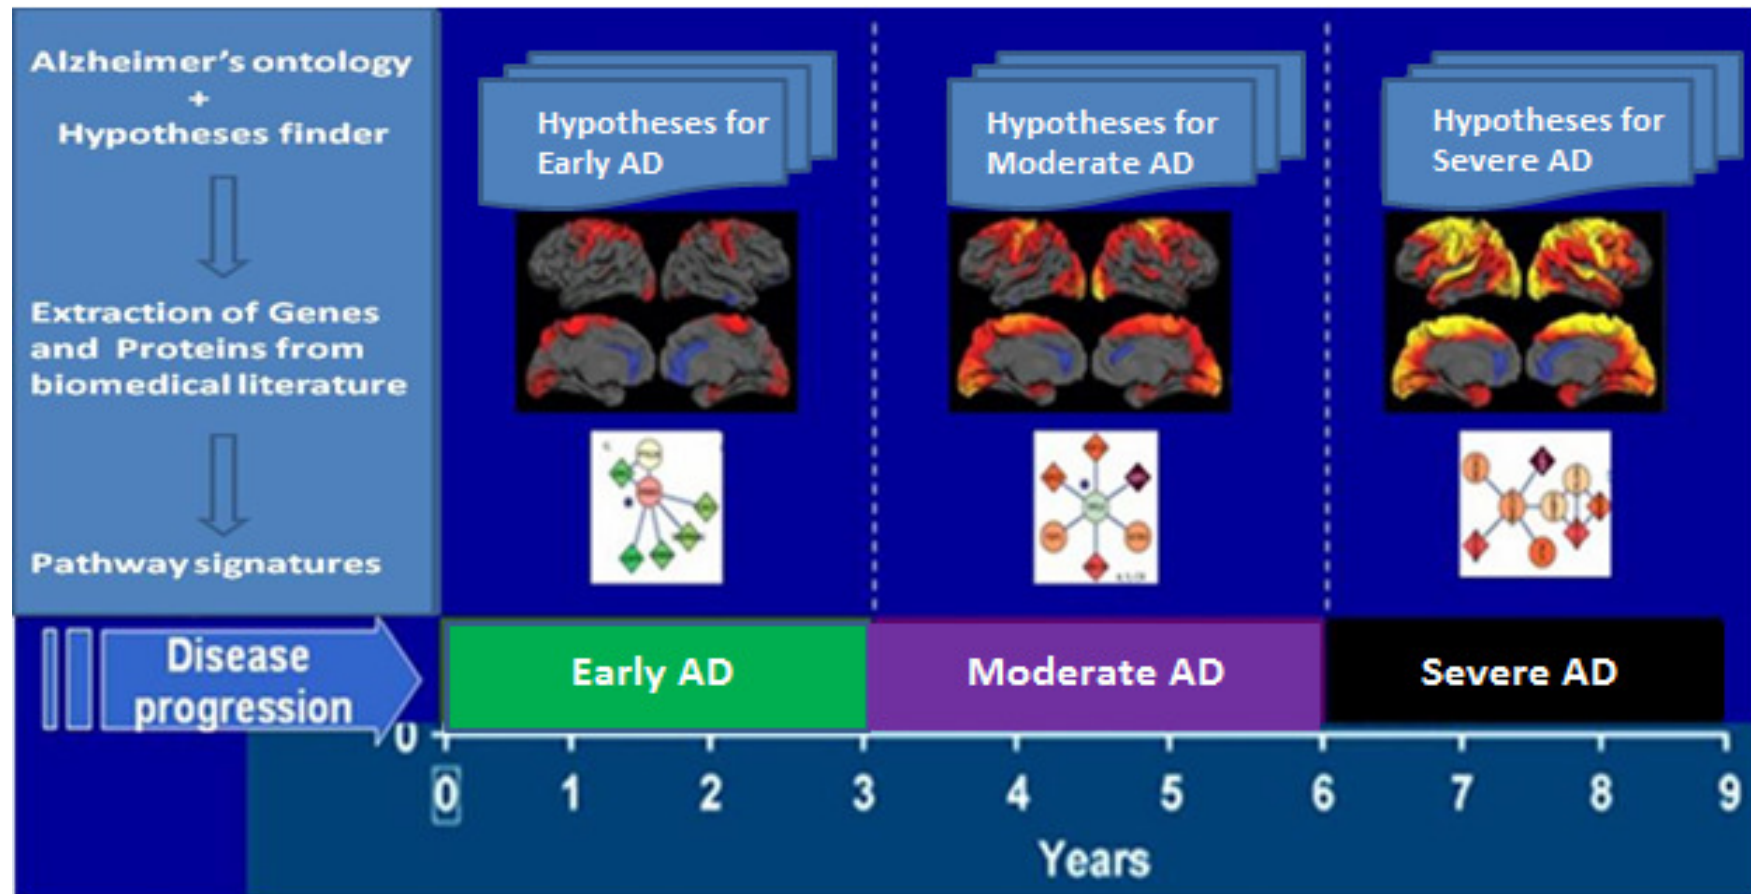 Alzheimer's ontology
+
Hypotheses finder
Extraction of Genes
and Proteins from
biomedical literature
Pathway signatures
Hypotheses for
Early AD
Hypotheses for
Moderate AD
Hypotheses for
Severe AD
Disease
progression
Early AD
Moderate AD
Severe AD
0
0 1 2 3 4 5 6 7 8 9
Years